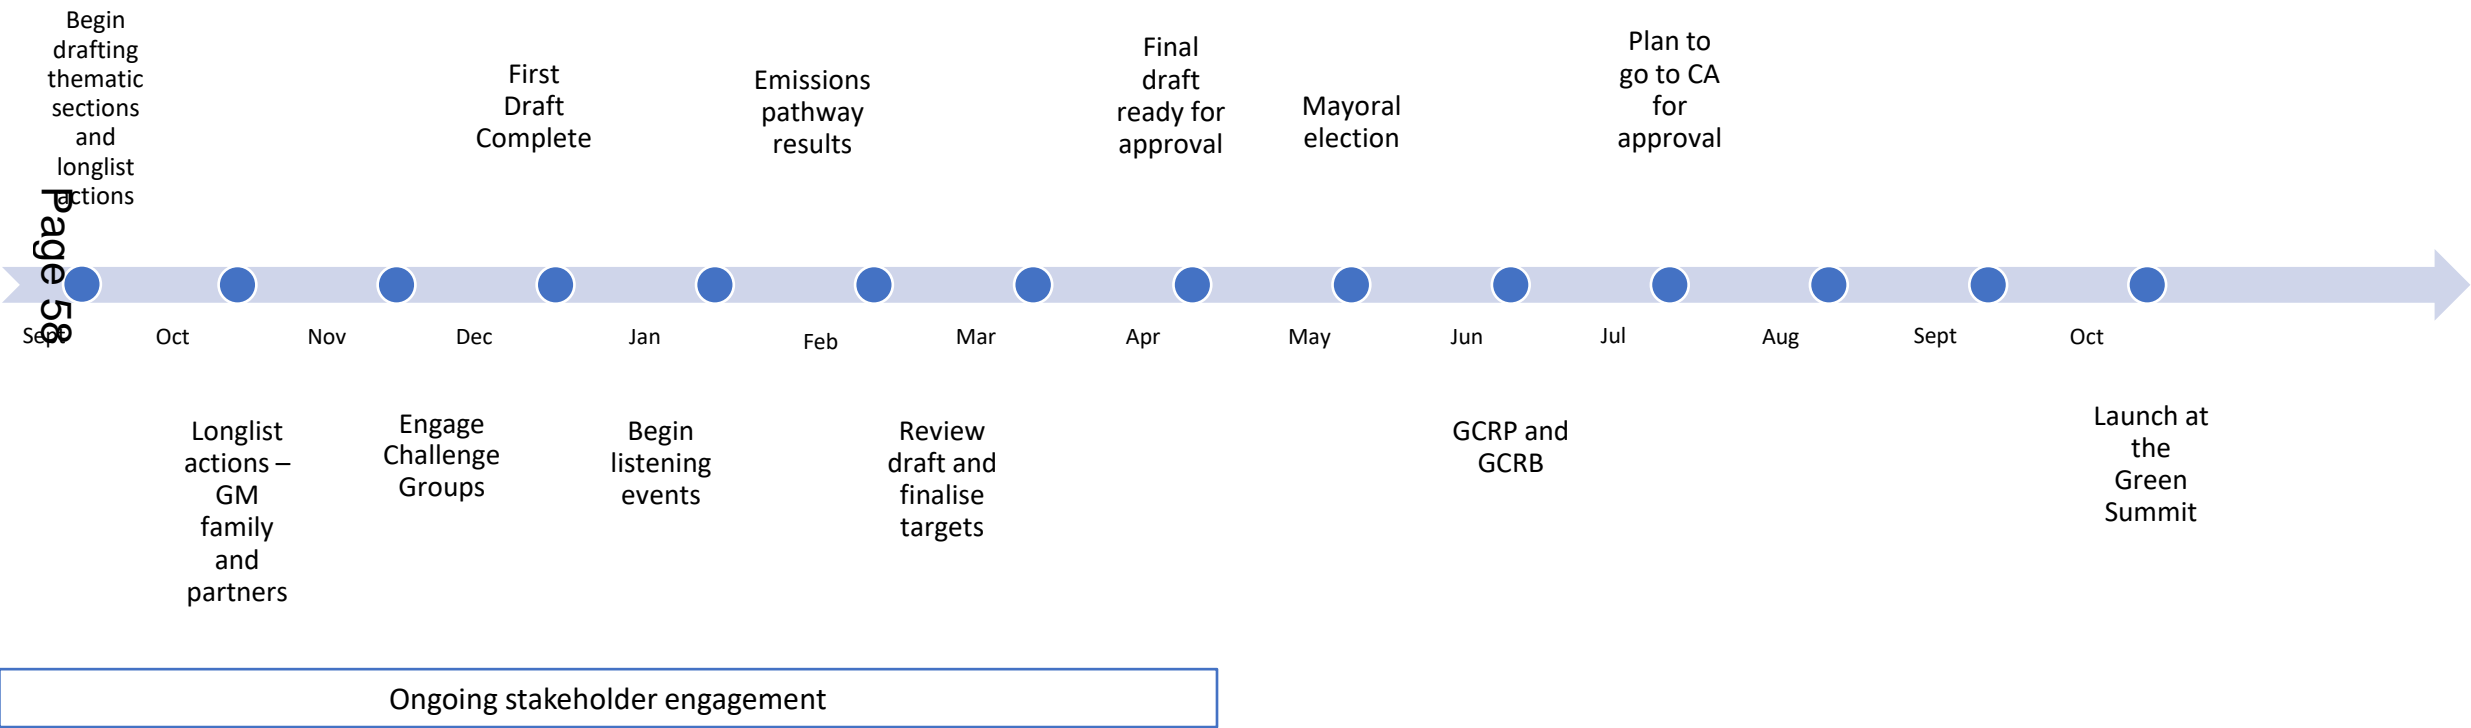 Begin
drafting
thematic
sections
and
longlist
actions
First
Draft
Complete
Emissions
pathway
results
Final
draft
ready for
approval
Mayoral
election
Plan to
go to CA
for
approval
Page 58
Sept
Oct
Nov
Dec
Jan
Feb
Mar
Apr
May
Jun
Jul
Aug
Sept
Oct
Longlist
actions –
GM
family
and
partners
Engage
Challenge
Groups
Begin
listening
events
Review
draft and
finalise
targets
GCRP and
GCRB
Launch at
the
Green
Summit
Ongoing stakeholder engagement